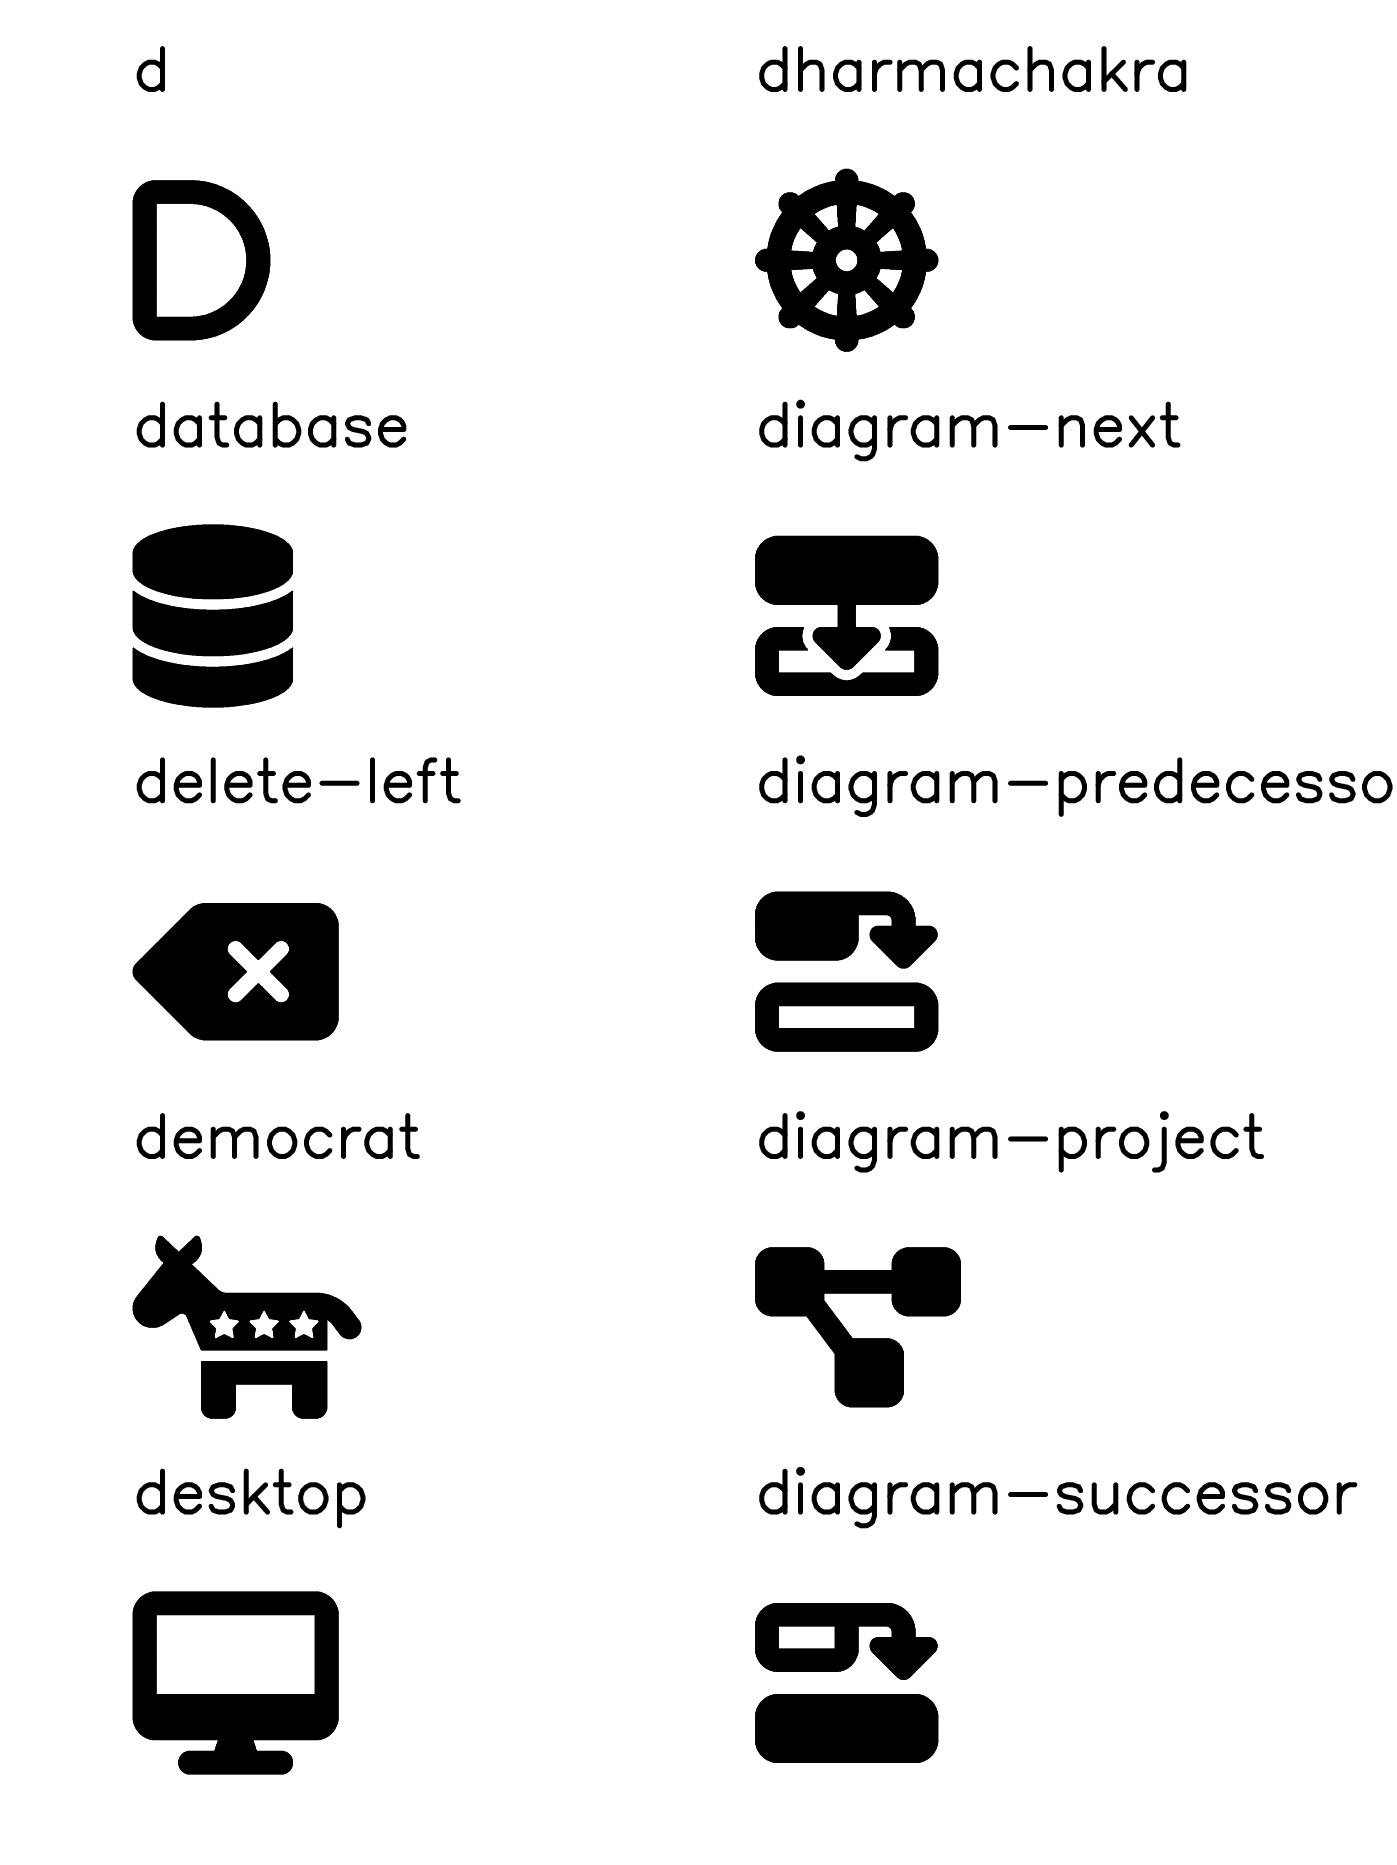 d
dharmachakra
D
database
diagram-next
delete-left
diagram-predecesso
democrat
diagram-project
desktop
diagram-successor